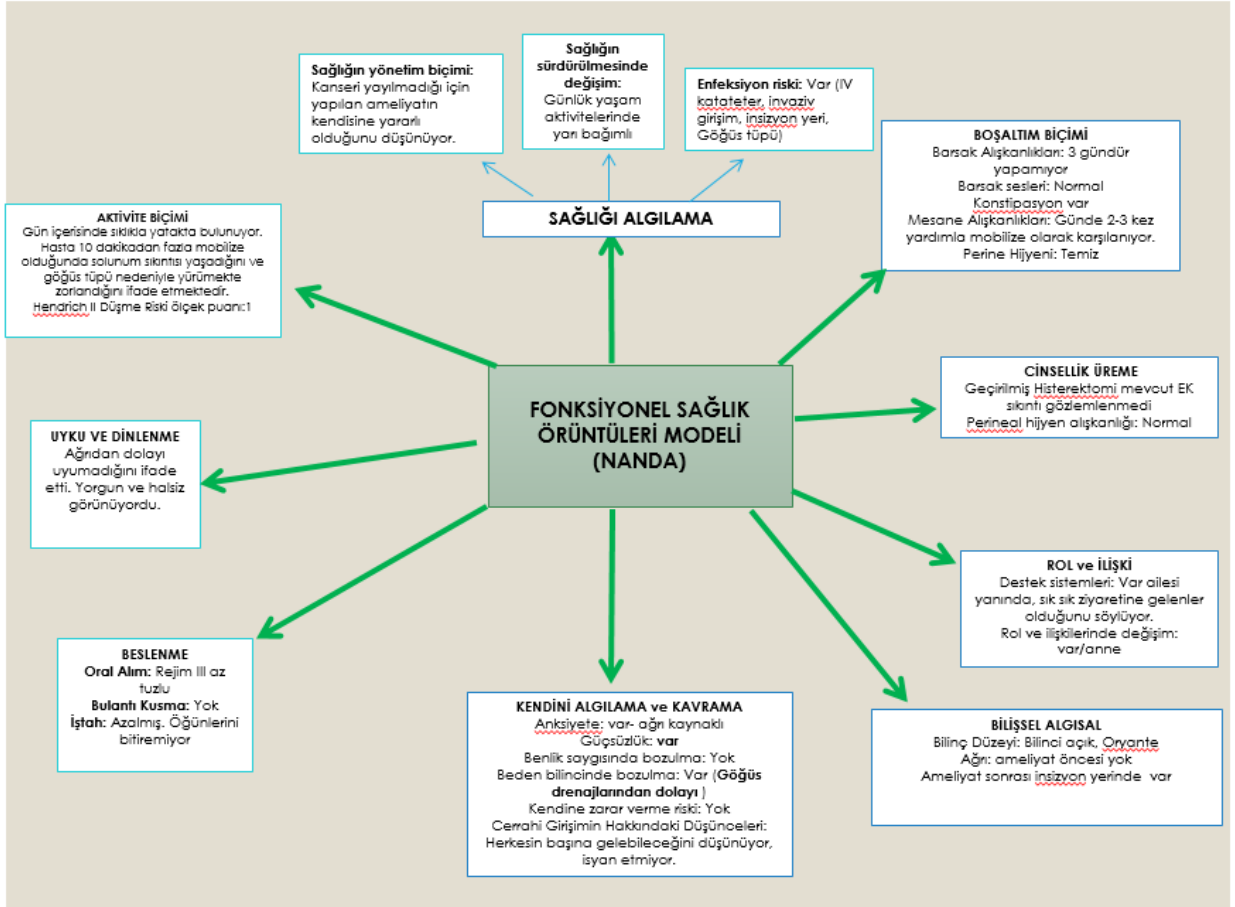 Sağlığın yönetim biçimi:
Kanseri yayılmadığı için
yapılan ameliyatın
kendisine yararlı
olduğunu düşünüyor.
Sağlığın
sürdürülmesinde
değişim:
Günlük yaşam
aktivitelerinde
yarı bağımlı
Enfeksiyon riski: Var (IV
katateter, invaziv
girişim, insizyon yeri,
Göğüs tüpü)
SAĞLIĞI ALGILAMA
BOŞALTIM BİÇİMİ
Barsak Alışkanlıkları: 3 gündür
yapamıyor
Barsak sesleri: Normal
Konstipasyon var
Mesane Alışkanlıkları: Günde 2-3 kez
yardımla mobilize olarak karşılanıyor.
Perine Hijyeni: Temiz
AKTİVİTE BİÇİMİ
Gün içerisinde sıklıkla yatakta bulunuyor.
Hasta 10 dakikadan fazla mobilize
olduğunda solunum sıkıntısı yaşadığını ve
göğüs tüpü nedeniyle yürümekte
zorlandığını ifade etmektedir.
Hendrich II Düşme Riski ölçek puanı:1
FONKSİYONEL SAĞLIK
ÖRÜNTÜLERİ MODELİ
(NANDA)
CİNSELLİK ÜREME
Geçirilmiş Histerektomi mevcut EK
sıkıntı gözlemlenmedi
Perineal hijyen alışkanlığı: Normal
UYKU VE DİNLENME
Ağrıdan dolayı
uyumadığını ifade
etti. Yorgun ve halsiz
görünüyordu.
ROL ve İLİŞKİ
Destek sistemleri: Var ailesi
yanında, sık sık ziyaretine gelenler
olduğunu söylüyor.
Rol ve ilişkilerinde değişim:
var/anne
BESLENME
Oral Alım: Rejim III az
tuzlu
Bulantı Kusma: Yok
İştah: Azalmış. Öğünlerini
bitiremiyor
KENDİNİ ALGILAMA ve KAVRAMA
Anksiyete: var- ağrı kaynaklı
Güçsüzlük: var
Benlik saygısında bozulma: Yok
Beden bilincinde bozulma: Var (Göğüs
drenajlarından dolayı )
Kendine zarar verme riski: Yok
Cerrahi Girişimin Hakkındaki Düşünceleri:
Herkesin başına gelebileceğini düşünüyor,
isyan etmiyor.
BİLİŞSEL ALGISAL
Bilinç Düzeyi: Bilinci açık, Oryante
Ağrı: ameliyat öncesi yok
Ameliyat sonrası insizyon yerinde var